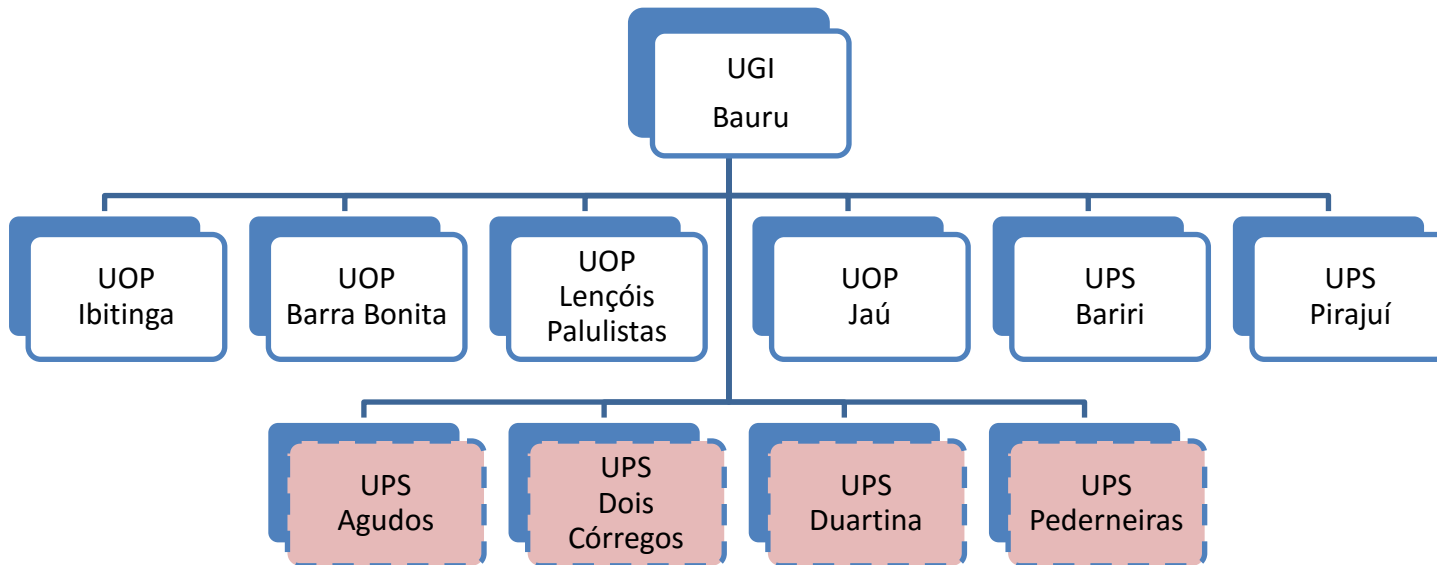 UGI
Bauru
UOP
Ibitinga
UOP
Barra Bonita
UOP
Lençóis
Palulistas
UOP
Jaú
UPS
Bariri
UPS
Pirajuí
UPS
Agudos
UPS
Dois
Córregos
UPS
Duartina
UPS
Pederneiras